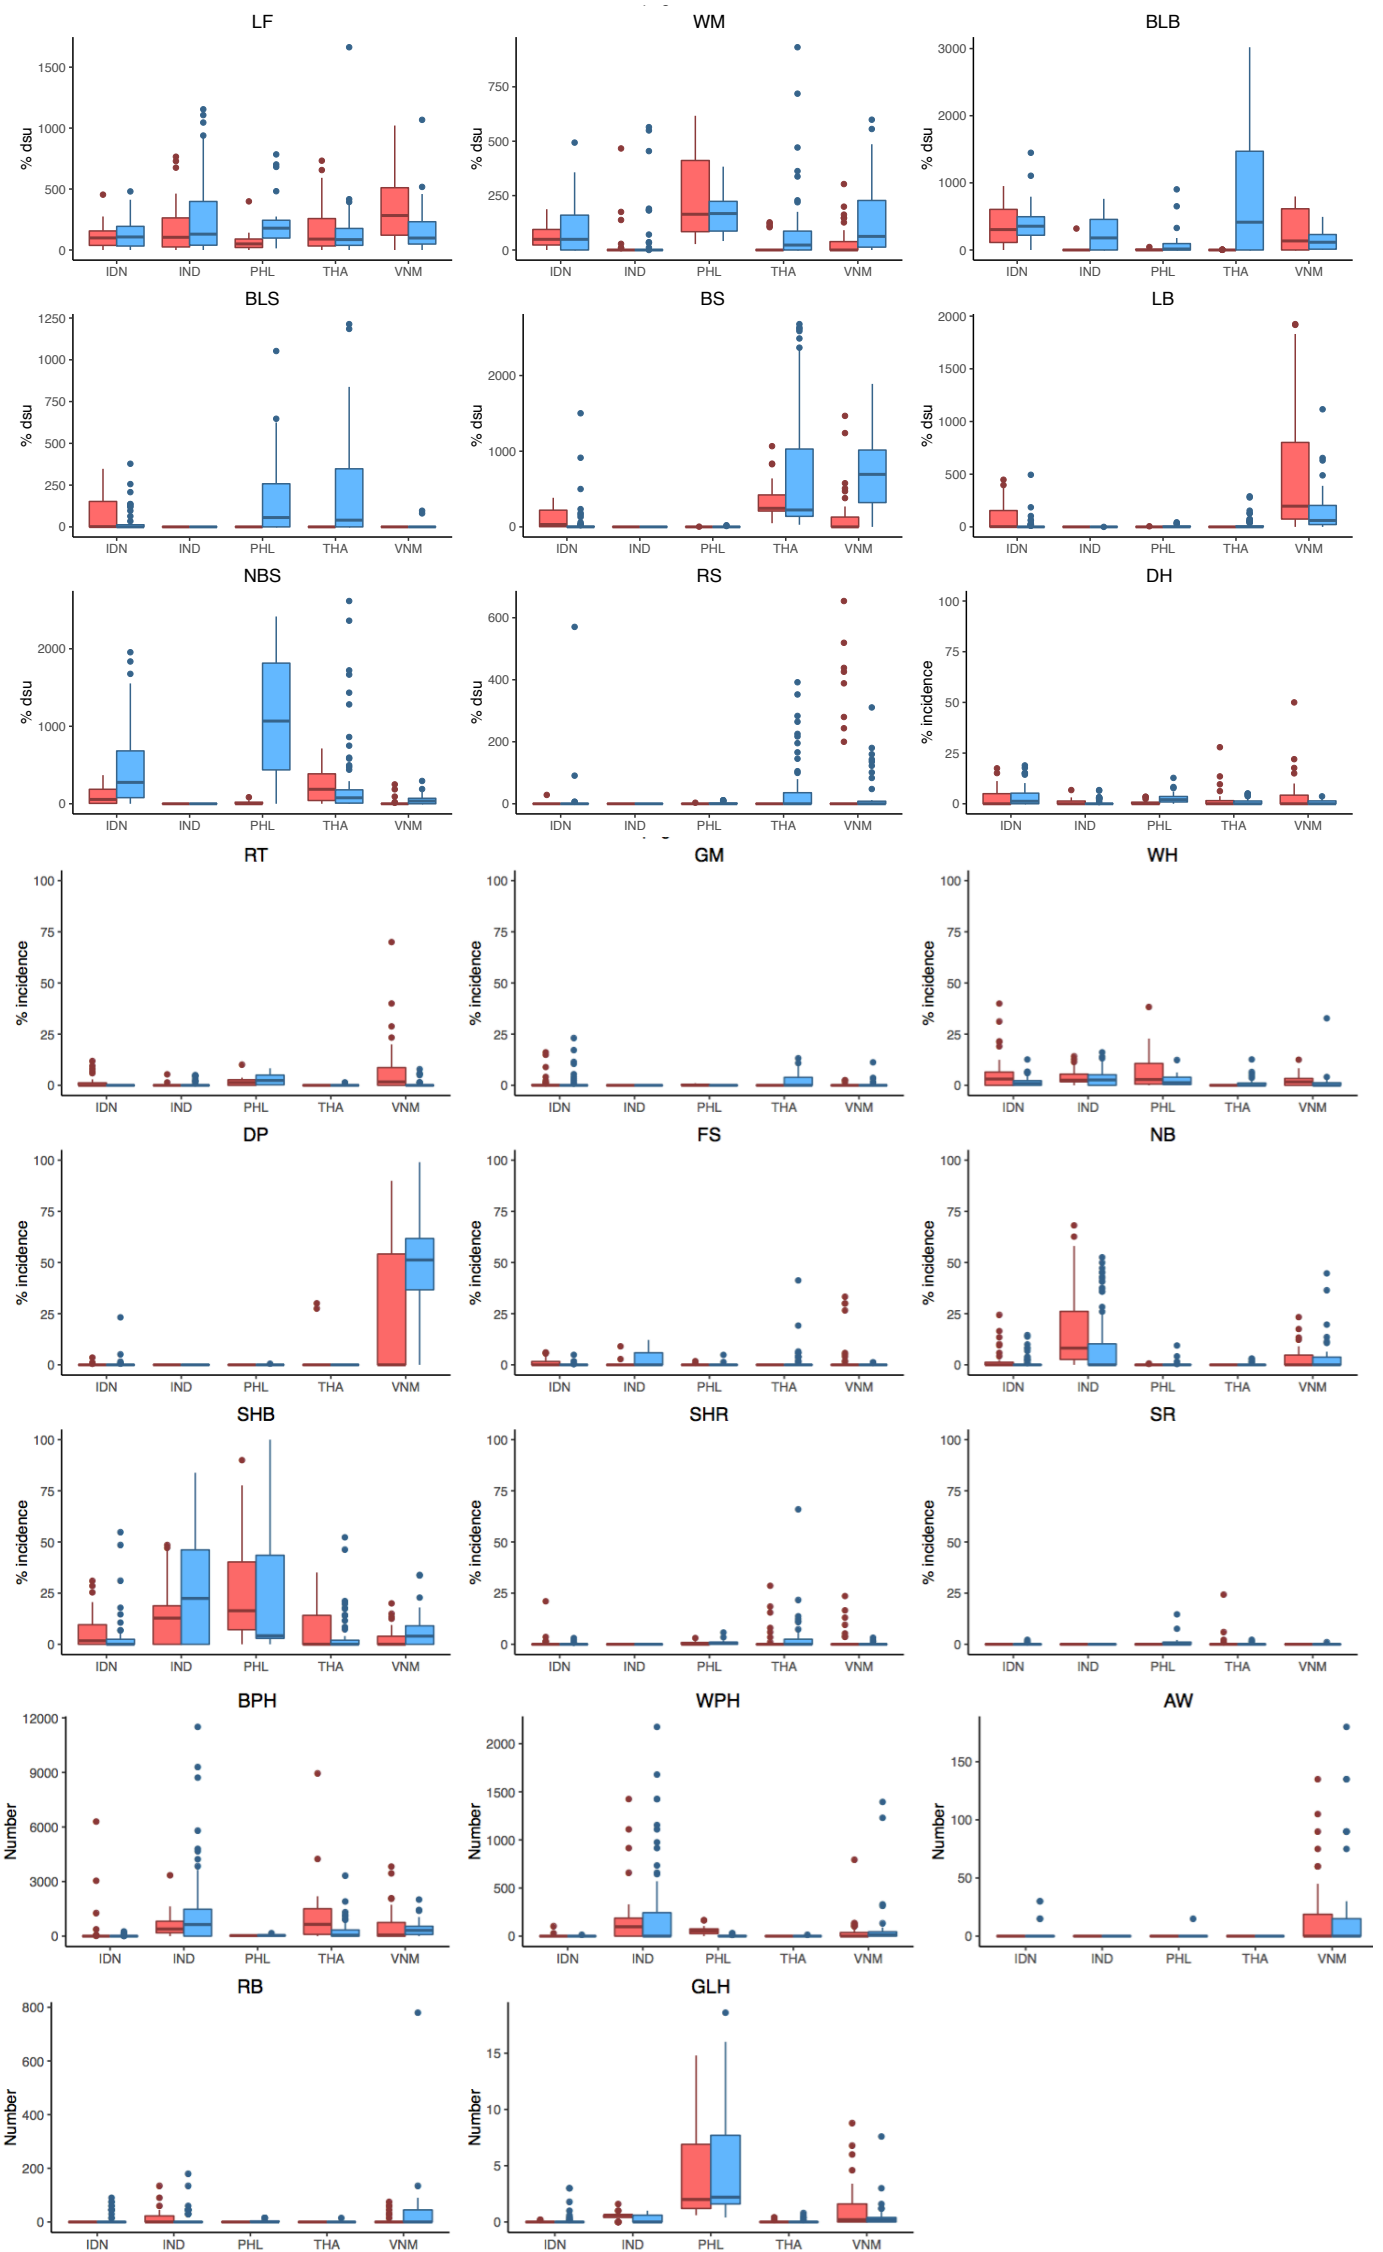 LF
WM
BLB
1500
1000
500
0
% dsu
IDN IND PHL THA VNM
750
500
250
0
% dsu
IDN IND PHL THA VNM
3000
2000
1000
0
% dsu
IDN IND PHL THA VNM
BLS
BS
LB
1250
1000
750
500
250
0
% dsu
IDN IND PHL THA VNM
2000
1000
0
% dsu
IDN IND PHL THA VNM
2000
1500
1000
500
0
% dsu
IDN IND PHL THA VNM
NBS
RS
DH
2000
1000
0
% dsu
IDN IND PHL THA VNM
600
400
200
0
% dsu
IDN IND PHL THA VNM
100
75
50
25
0
% incidence
IDN IND PHL THA VNM
RT
GM
WH
100
75
50
25
0
% incidence
IDN IND PHL THA VNM
100
75
50
25
0
% incidence
IDN IND PHL THA VNM
100
75
50
25
0
% incidence
IDN IND PHL THA VNM
DP
FS
NB
100
75
50
25
0
% incidence
IDN IND PHL THA VNM
100
75
50
25
0
% incidence
IDN IND PHL THA VNM
100
75
50
25
0
% incidence
IDN IND PHL THA VNM
SHB
SHR
SR
100
75
50
25
0
% incidence
IDN IND PHL THA VNM
100
75
50
25
0
% incidence
IDN IND PHL THA VNM
100
75
50
25
0
% incidence
IDN IND PHL THA VNM
BPH
WPH
AW
12000
9000
6000
3000
0
Number
IDN IND PHL THA VNM
2000
1500
1000
500
0
Number
IDN IND PHL THA VNM
150
100
50
0
Number
IDN IND PHL THA VNM
RB
GLH
800
600
400
200
0
Number
IDN IND PHL THA VNM
15
10
5
0
Number
IDN IND PHL THA VNM